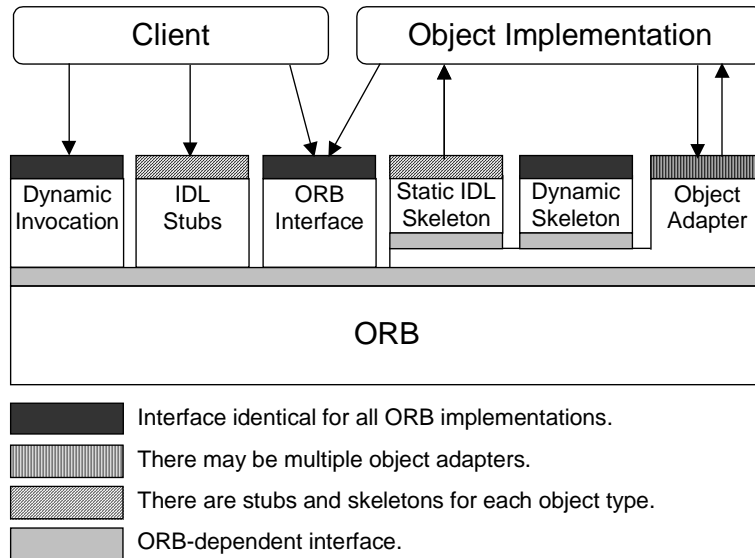 Client
Object Implementation
Dynamic
Invocation
IDL
Stubs
ORB
Interface
Static IDL
Skeleton
Dynamic
Skeleton
Object
Adapter
ORB
Interface identical for all ORB implementations.
There may be multiple object adapters.
There are stubs and skeletons for each object type.
ORB-dependent interface.